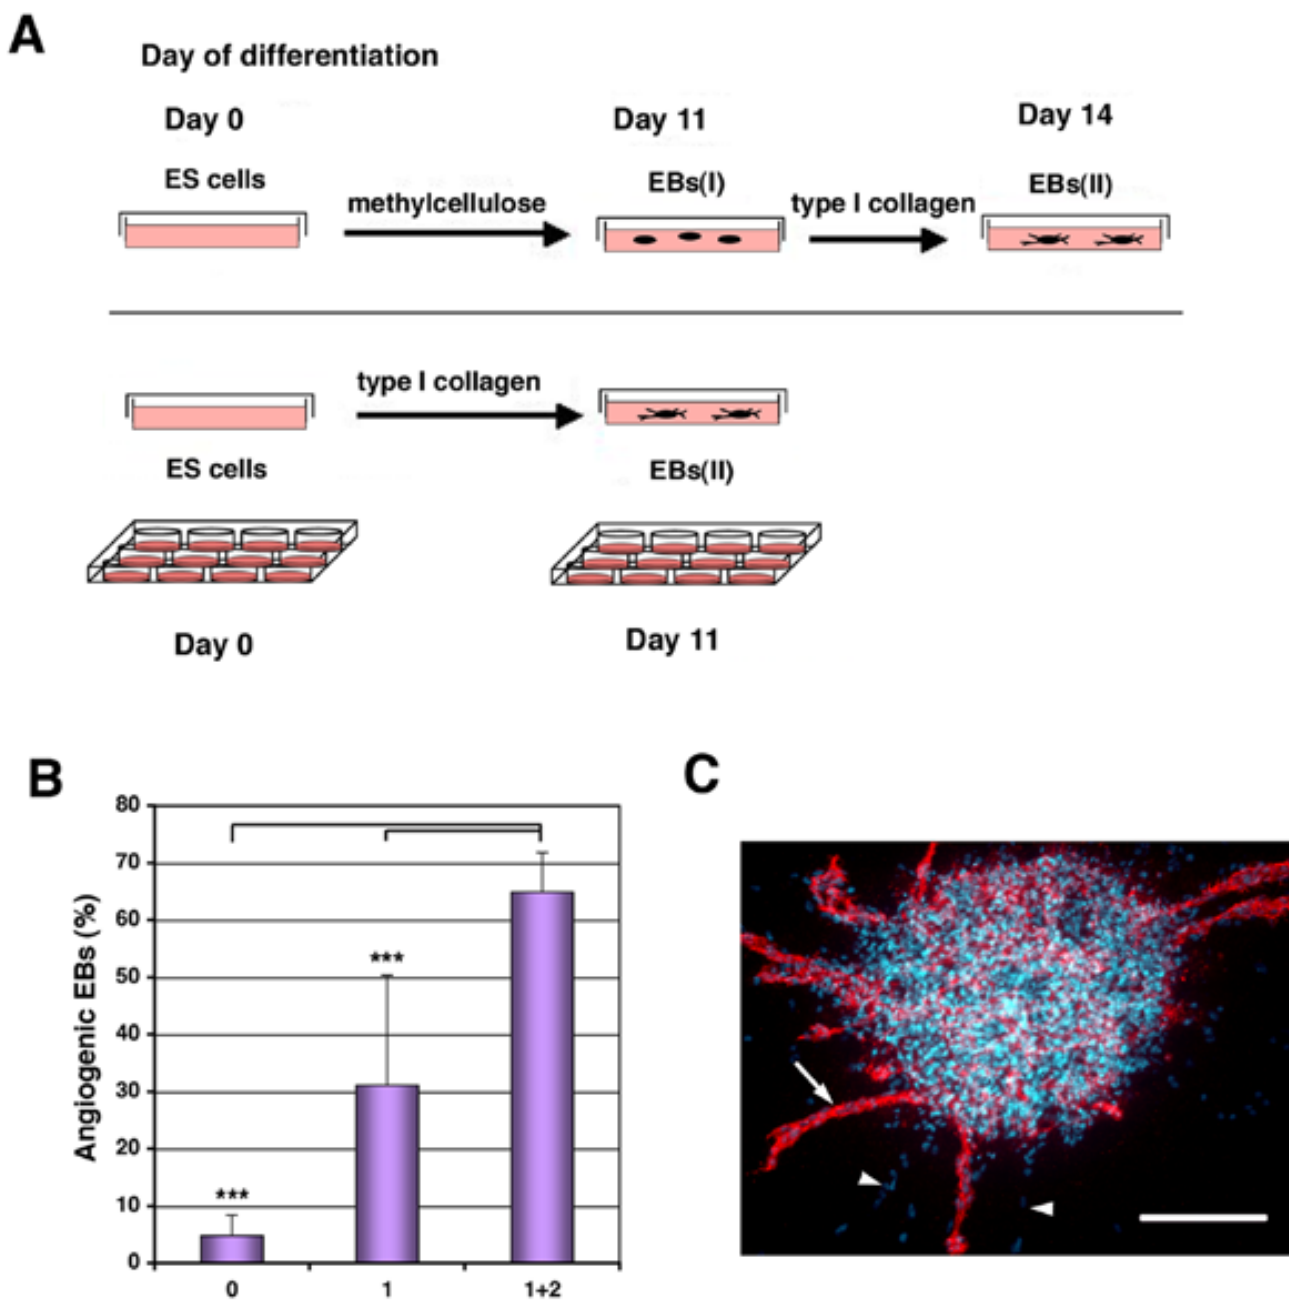 A
Day of differentiation
Day 0
Day 11
Day 14
ES cells
EBs(I)
EBs(II)
methylcellulose
type I collagen
type I collagen
ES cells
EBs(II)
Day 0
Day 11
B
C
80
70
60
50
40
30
20
10
0
Angiogenic EBs (%)
***
***
0
1
1+2